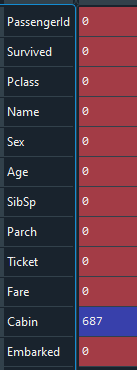 PassengerId 0
Survived 0
Pclass 0
Name 0
Sex 0
Age 0
SibSp 0
Parch 0
Ticket 0
Fare 0
Cabin 687
Embarked 0